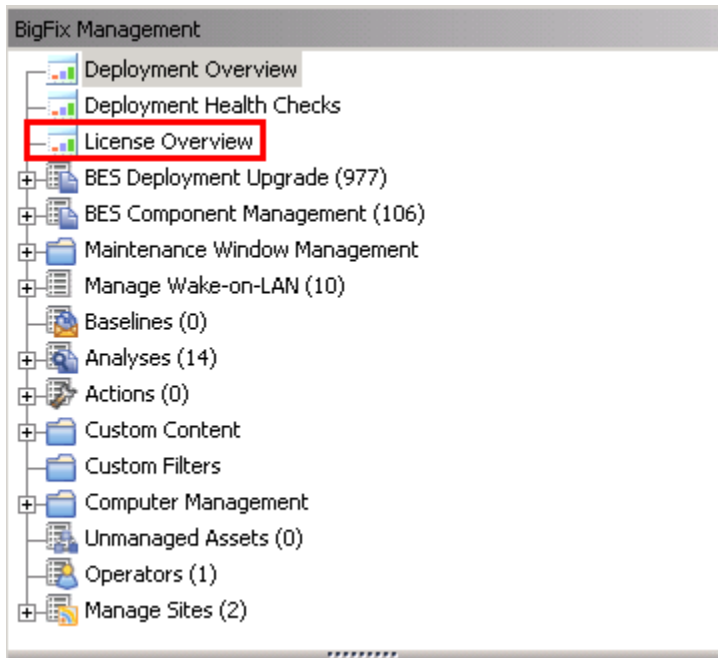 BigFix Management
Deployment Overview
Deployment Health Checks
License Overview
BES Deployment Upgrade (977)
BES Component Management (106)
Maintenance Window Management
Manage Wake-on-LAN (10)
Baselines (0)
Analyses (14)
Actions (0)
Custom Content
Custom Filters
Computer Management
Unmanaged Assets (0)
Operators (1)
Manage Sites (2)